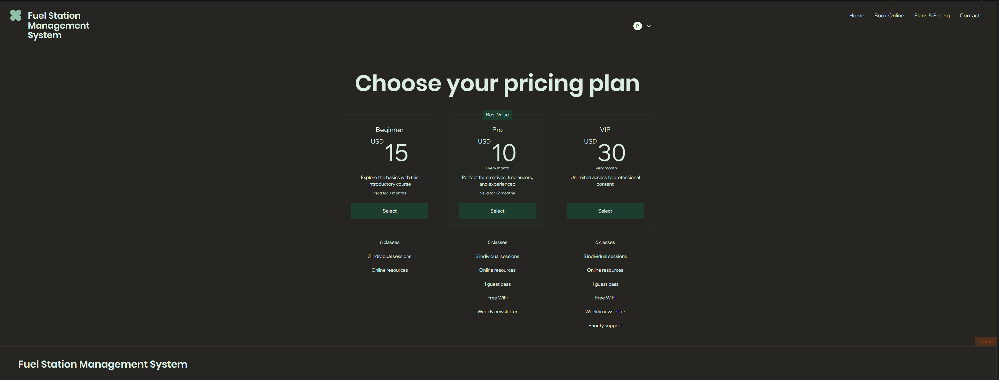 Fuel Station
Management
System
Home Book Online Plans & Pricing Contact
P
Choose your pricing plan
Beginner
USD
15
Explore the basics with this
introductory course
Valid for 3 months
Select
6 classes
3 individual sessions
Online resources
Best Value
Pro
USD
10
Every month
Perfect for creatives, freelancers,
and experienced
Valid for 12 months
Select
6 classes
3 individual sessions
Online resources
1 guest pass
Free WiFi
Weekly newsletter
VIP
USD
30
Every month
Unlimited access to professional
content
Select
6 classes
3 individual sessions
Online resources
1 guest pass
Free WiFi
Weekly newsletter
Priority support
Footer
Fuel Station Management System